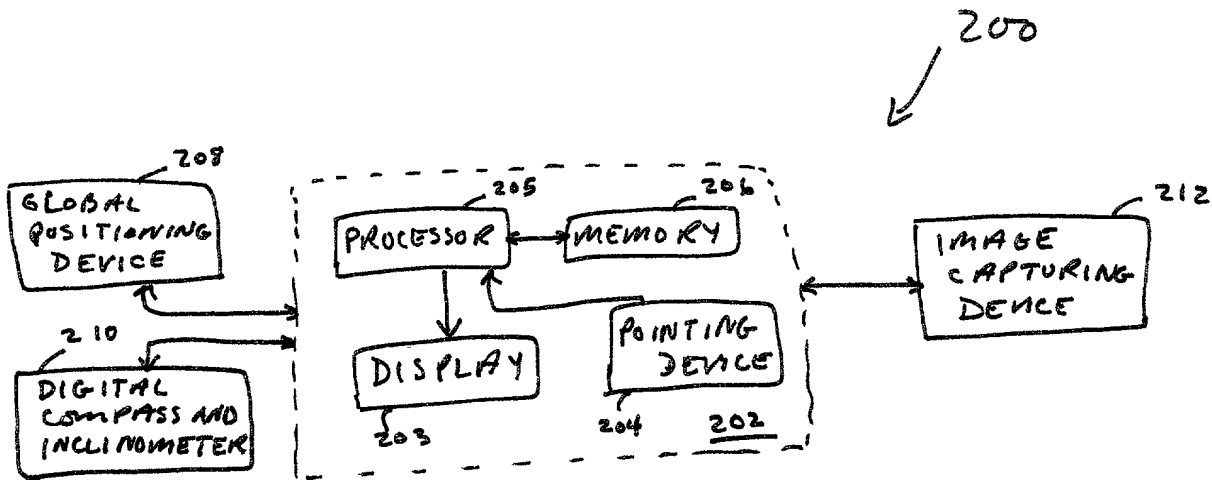 200
208
GLOBAL
POSITIONING
DEVICE
205
PROCESSOR
206
MEMORY
212
IMAGE
CAPTURING
DEVICE
210
DIGITAL
COMPASS AND
INCLINOMETER
DISPLAY
203
POINTING
DEVICE
204
202